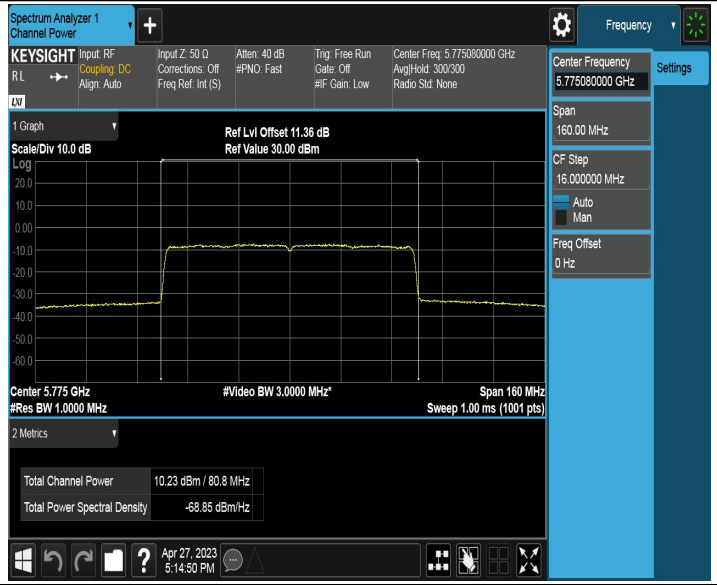 Spectrum Analyzer 1
Channel Power
+
Frequency
KEYSIGHT
RL
LXI
Input: RF
Coupling: DC
Align: Auto
Input Z: 50 Ω
Corrections: Off
Freq Ref: Int (S)
Atten: 40 dB
#PNO: Fast
Trig: Free Run
Gate: Off
#IF Gain: Low
Center Freq: 5.775080000 GHz
Avg|Hold: 300/300
Radio Std: None
Center Frequency
5.775080000 GHz
Settings
Span
160.00 MHz
CF Step
16.000000 MHz
Auto
Man
Freq Offset
0 Hz
1 Graph
Scale/Div 10.0 dB
Ref Lvl Offset 11.36 dB
Ref Value 30.00 dBm
Log
20.0
10.0
0.00
-10.0
-20.0
-30.0
-40.0
-50.0
-60.0
Center 5.775 GHz
#Video BW 3.0000 MHz*
Span 160 MHz
#Res BW 1.0000 MHz
Sweep 1.00 ms (1001 pts)
2 Metrics
Total Channel Power 10.23 dBm / 80.8 MHz
Total Power Spectral Density -68.85 dBm/Hz
?
Apr 27, 2023
5:14:50 PM